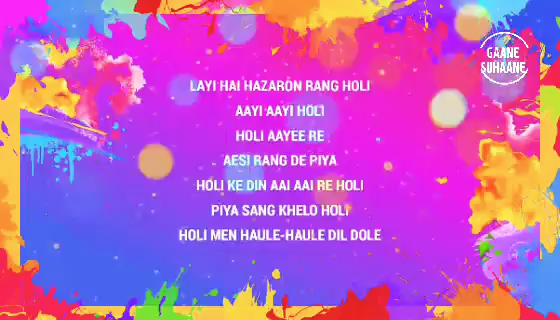 GAANE
SUHAANE
LAYI HAI HAZARON RANG HOLI
AAYI AAYI HOLI
HOLI AAYEE RE
AESI RANG DE PIYA
HOLI KE DIN AAI AAI RE HOLI
PIYA SANG KHELO HOLI
HOLI MEN HAULE-HAULE DIL DOLE